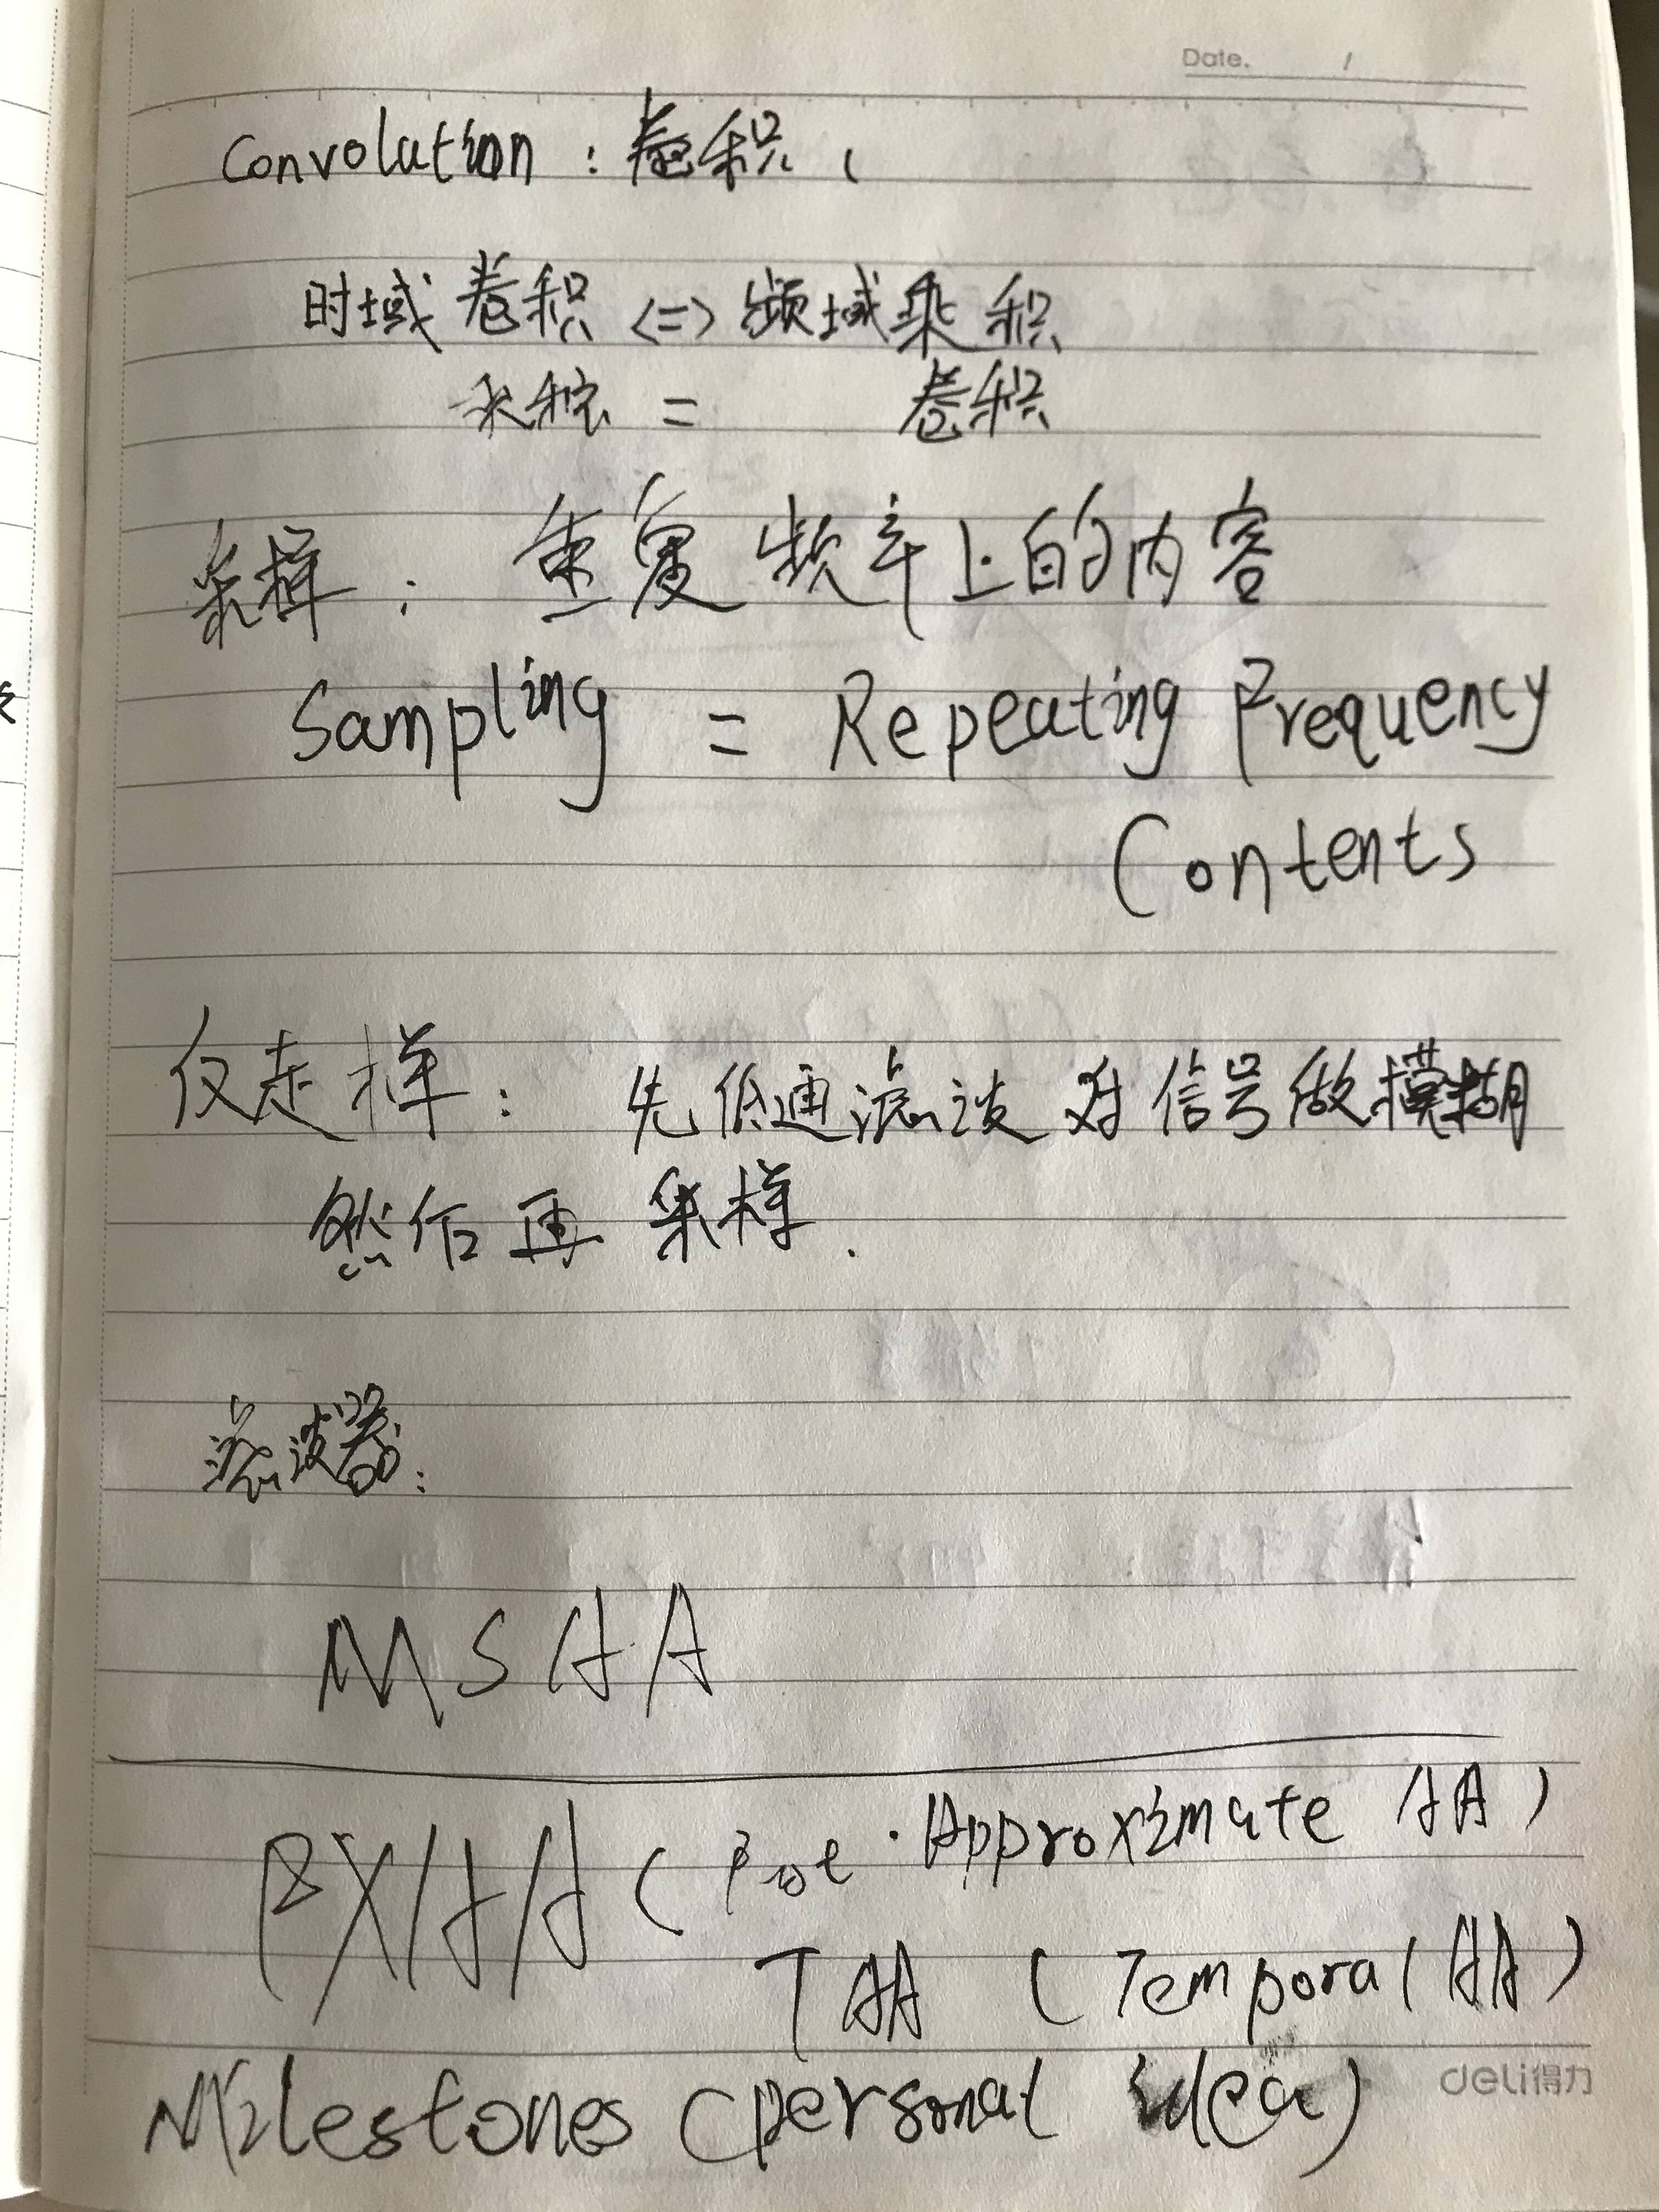 Date. /
Convolution : 卷积、
时域卷积 <=> 频域乘积
乘积 = 卷积
采样 : 重复频率上的内容
Sampling = Repeating Frequency
Contents
反走样 : 先低通滤波对信号做模糊
然后再采样.
滤波器:
MSAA
FXAA ( Approximate AA )
TAA ( Temporal AA )
Milestones (personal idea)
deli得力